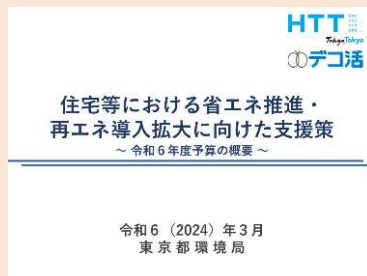 HTT
Tokyo Tokyo
デコ活
住宅等における省エネ推進・
再エネ導入拡大に向けた支援策
～ 令和６年度予算の概要 ～
令和６（2024）年３月
東京都環境局